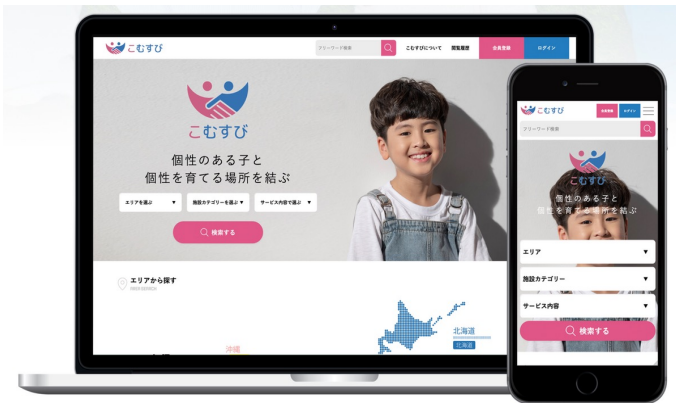 こむすび
フリーワード検索
こむすびについて
閲覧履歴
会員登録
ログイン
こむすび
個性のある子と
個性を育てる場所を結ぶ
エリアを選ぶ ▼
施設カテゴリーを選ぶ ▼
サービス内容で選ぶ ▼
検索する
エリアから探す
沖縄
北海道
北海道
こむすび
会員登録
ログイン
フリーワード検索
こむすび
個性のある子と
個性を育てる場所を結ぶ
エリア ▼
施設カテゴリー ▼
サービス内容 ▼
検索する